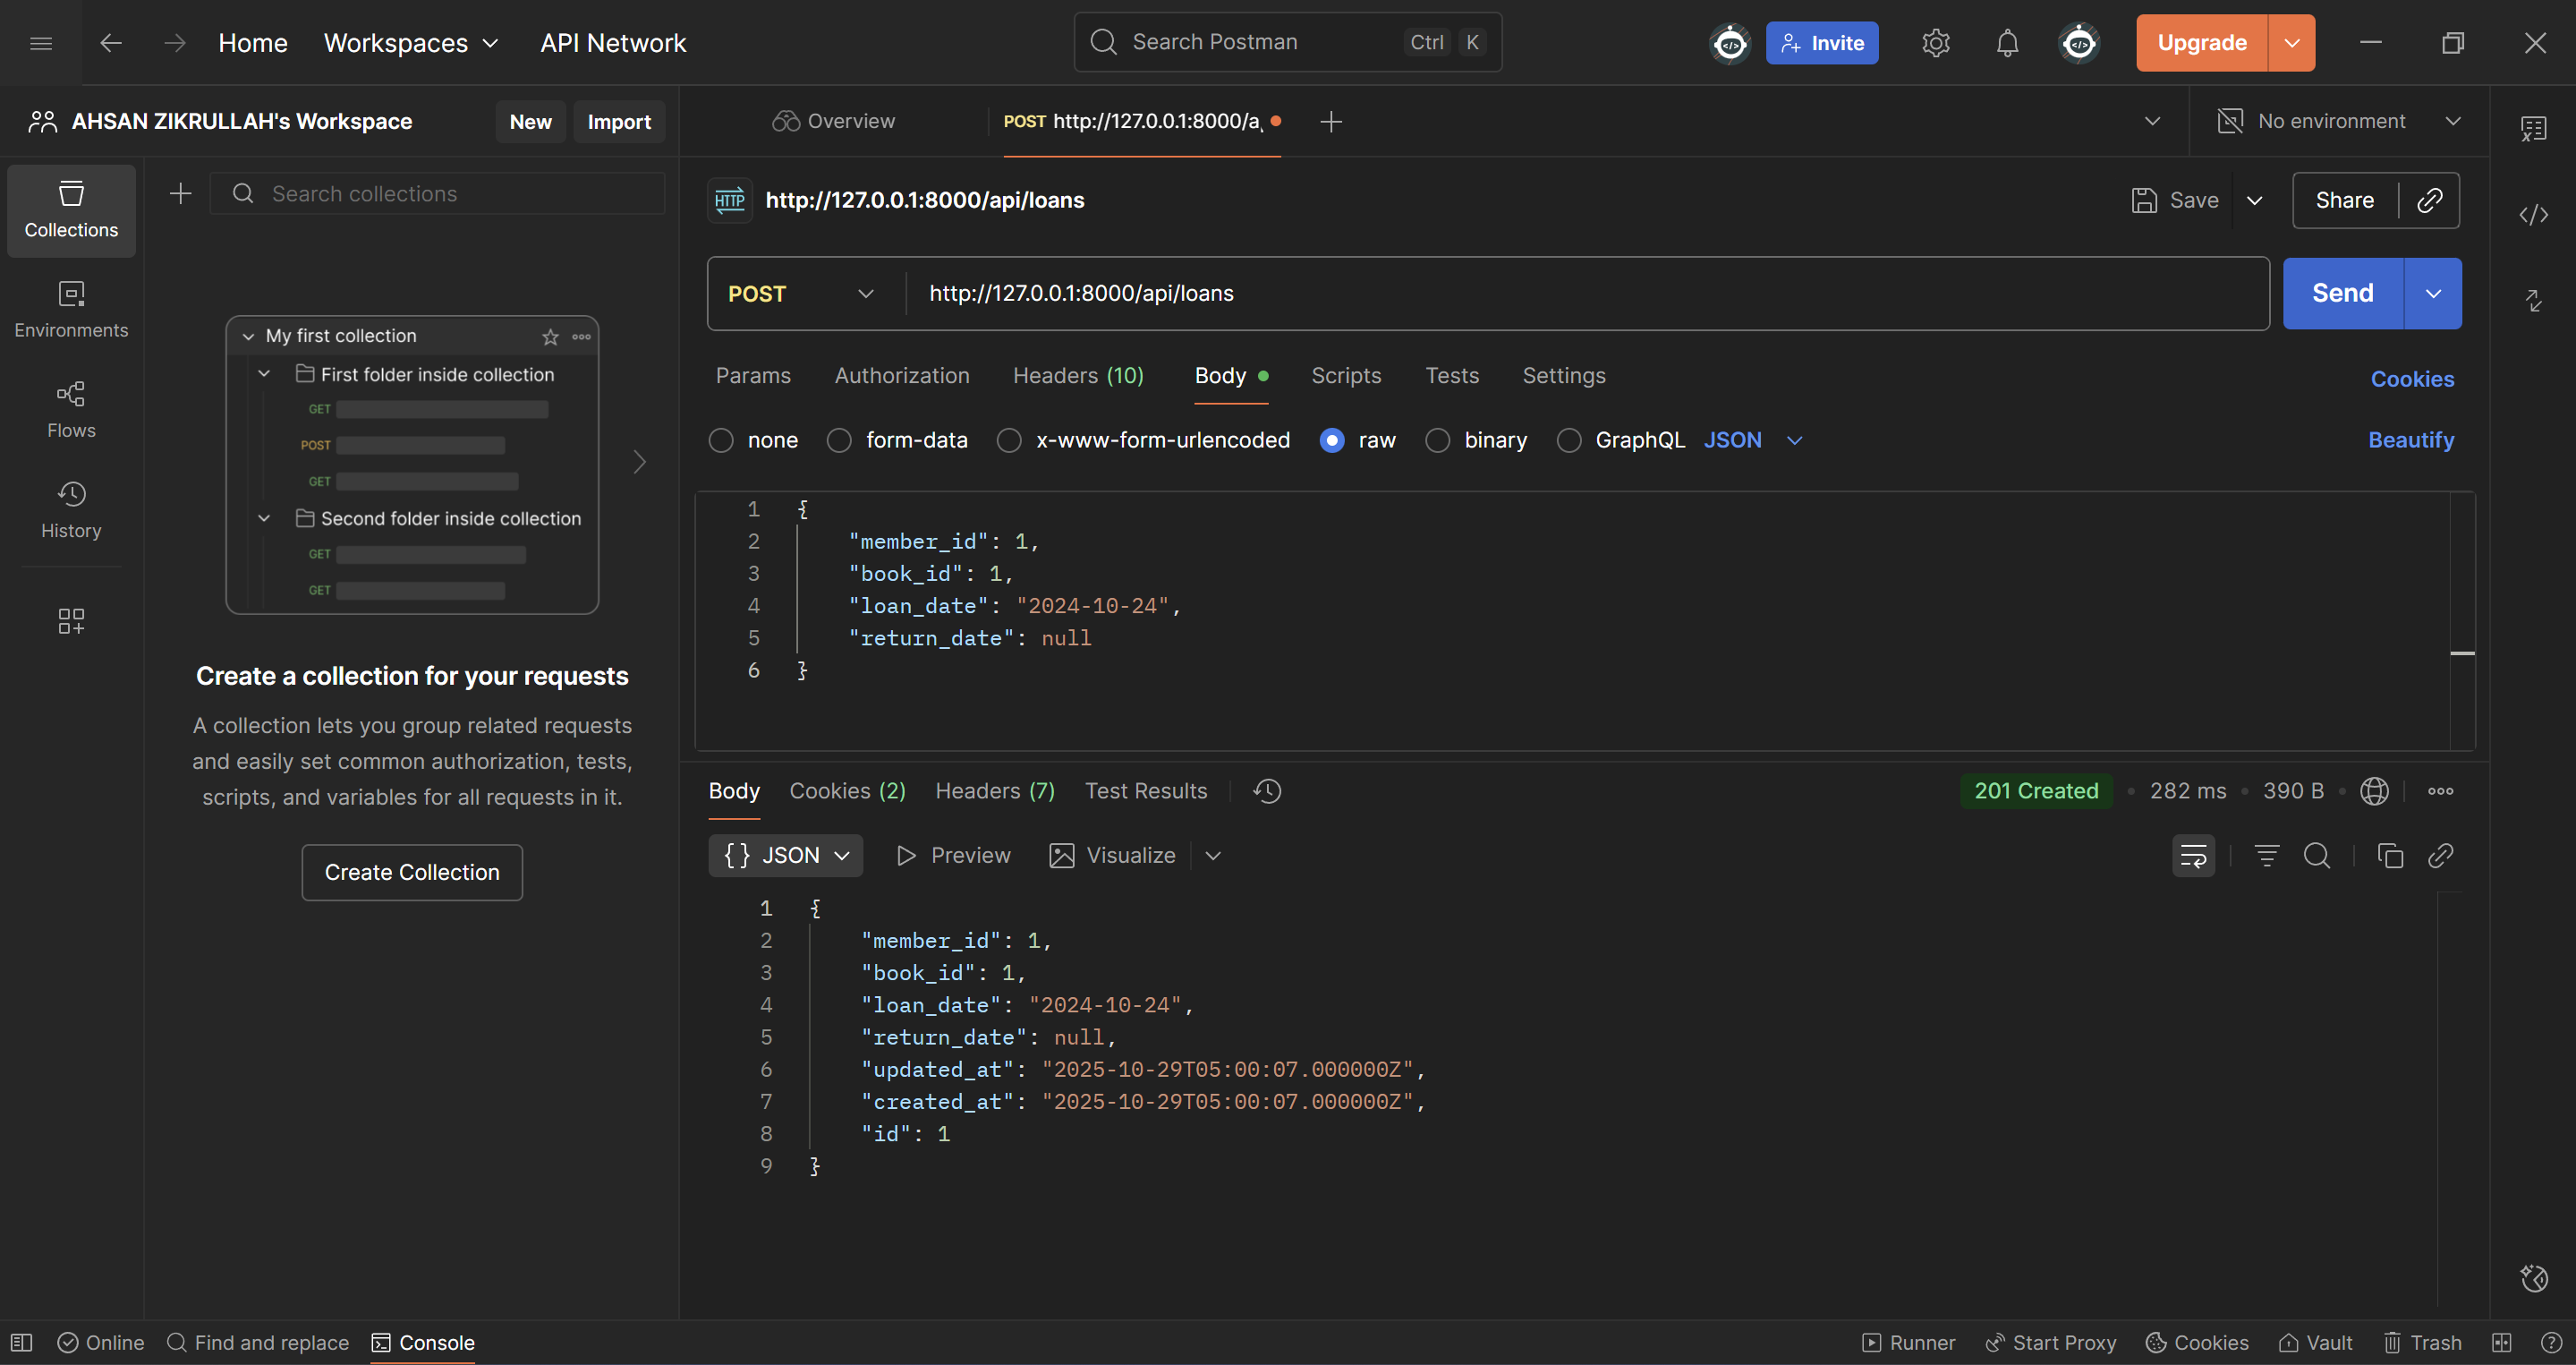 Home Workspaces API Network Search Postman Ctrl K Invite Upgrade
AHSAN ZIKRULLAH's Workspace New Import Overview POST http://127.0.0.1:8000/a No environment
Collections
Search collections
Environments
Flows
History
My first collection
First folder inside collection
GET
POST
GET
Second folder inside collection
GET
GET
Create a collection for your requests
A collection lets you group related requests
and easily set common authorization, tests,
scripts, and variables for all requests in it.
Create Collection
HTTP http://127.0.0.1:8000/api/loans Save Share
POST http://127.0.0.1:8000/api/loans Send
Params Authorization Headers (10) Body Scripts Tests Settings Cookies
none form-data x-www-form-urlencoded raw binary GraphQL JSON Beautify
1 {
2 "member_id": 1,
3 "book_id": 1,
4 "loan_date": "2024-10-24",
5 "return_date": null
6 }
Body Cookies (2) Headers (7) Test Results 201 Created • 282 ms • 390 B •
{} JSON Preview Visualize
1 {
2 "member_id": 1,
3 "book_id": 1,
4 "loan_date": "2024-10-24",
5 "return_date": null,
6 "updated_at": "2025-10-29T05:00:07.000000Z",
7 "created_at": "2025-10-29T05:00:07.000000Z",
8 "id": 1
9 }
Online Find and replace Console Runner Start Proxy Cookies Vault Trash